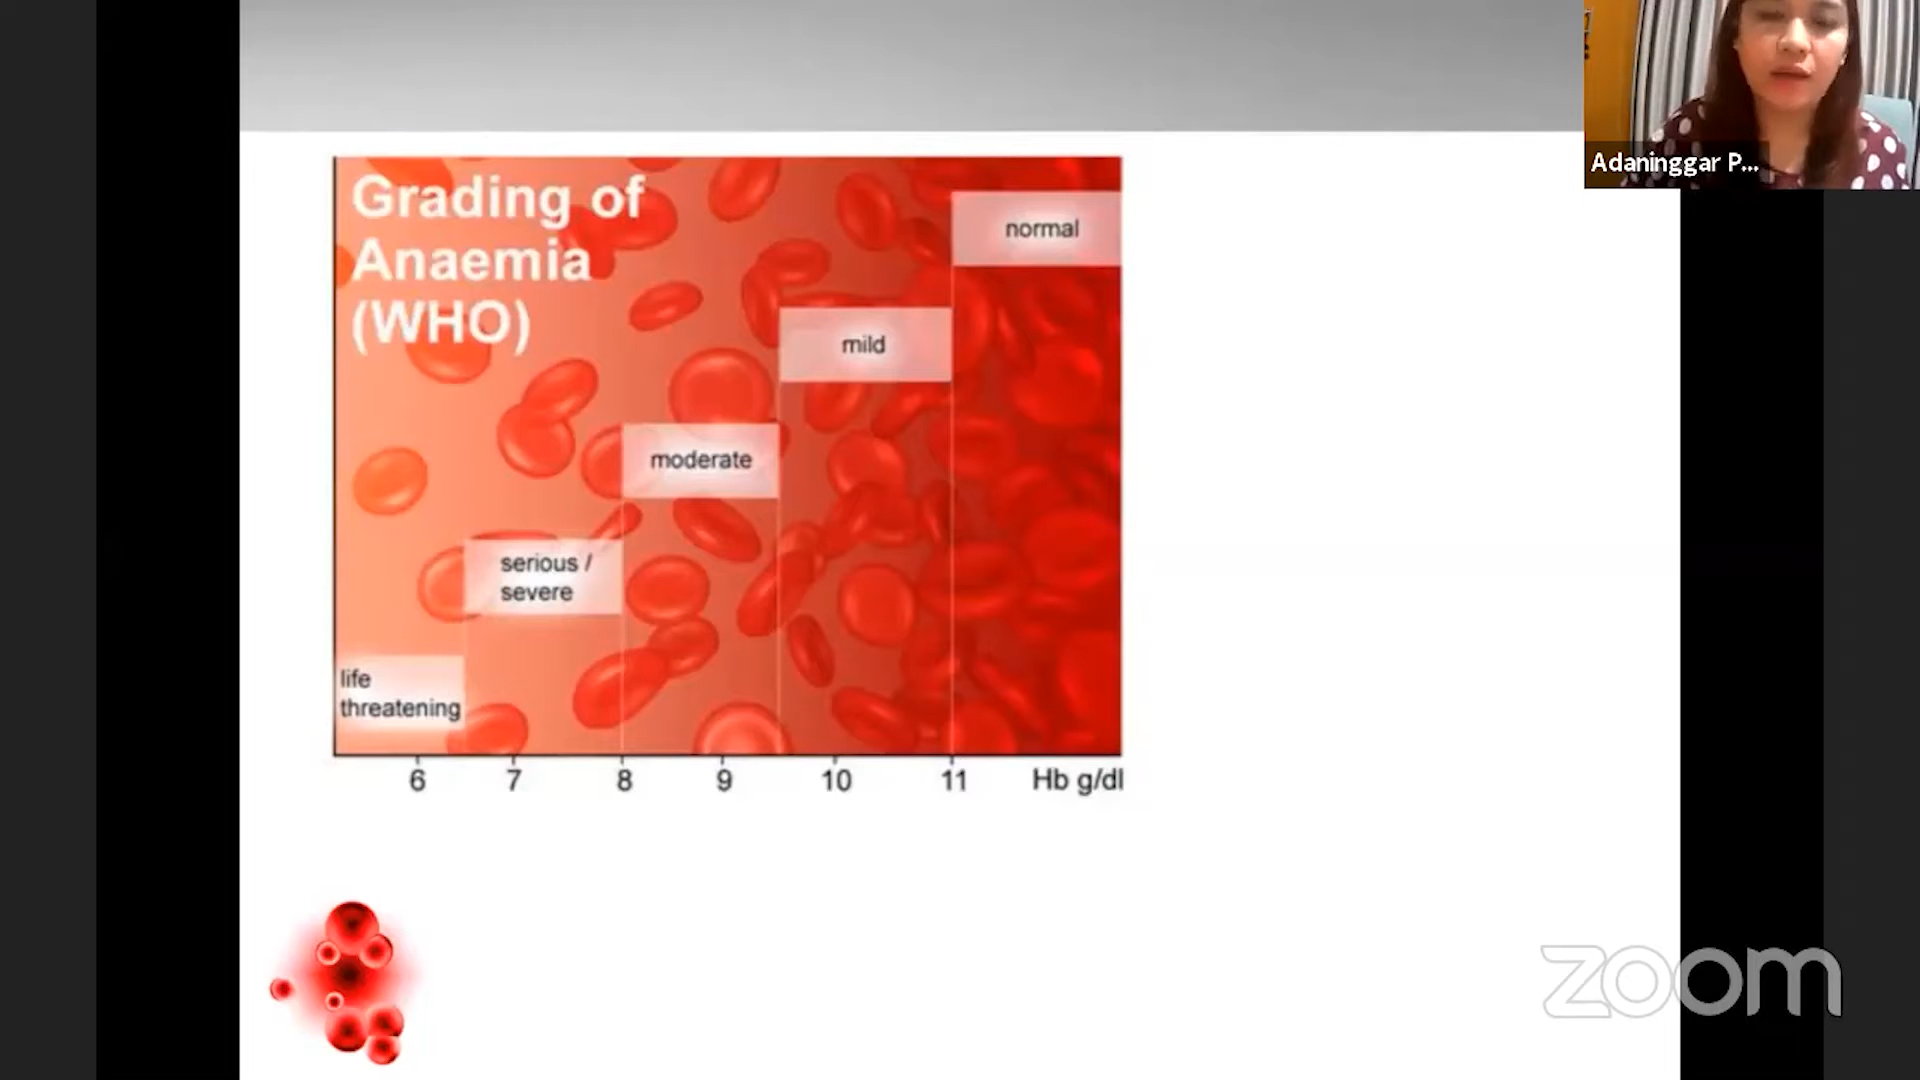 Adaninggar P...
Grading of
Anaemia
(WHO)
normal
mild
moderate
serious /
severe
life
threatening
6 7 8 9 10 11 Hb g/dl
zoom